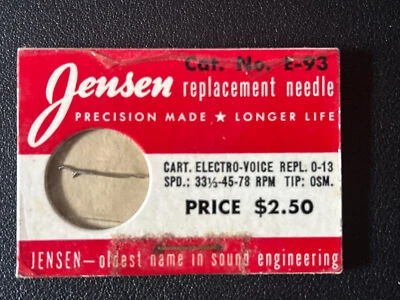 Cat. No. E-93
Jensen replacement needle
PRECISION MADE ★ LONGER LIFE
CART. ELECTRO-VOICE REPL. 0-13
SPD.: 33⅓-45-78 RPM TIP: OSM.
PRICE $2.50
JENSEN—oldest name in sound engineering